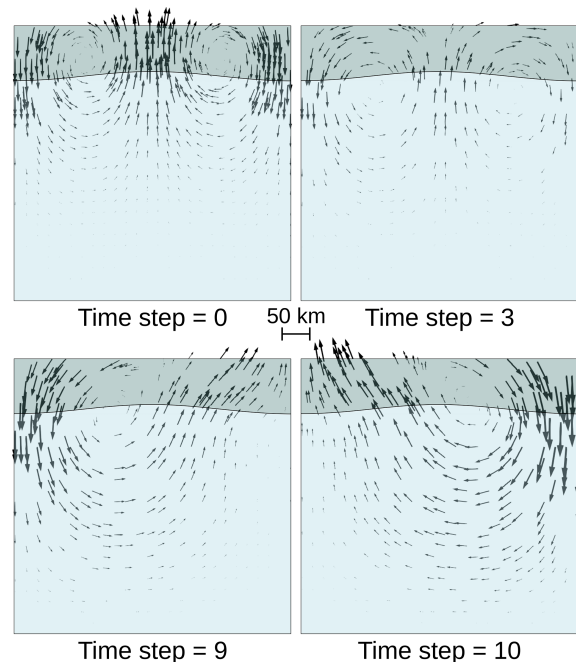 Time step = 0
50 km
Time step = 3
Time step = 9
Time step = 10